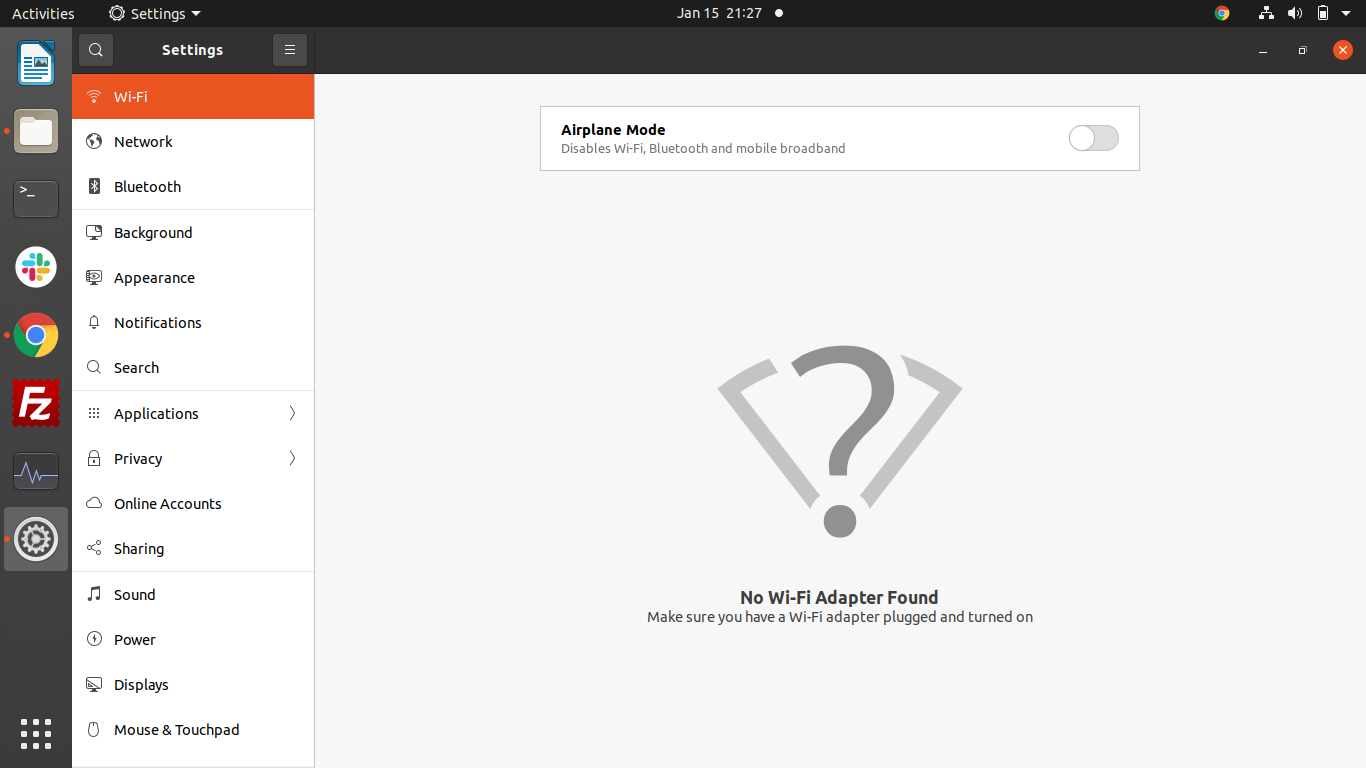 Activities
Settings
Jan 15 21:27
Settings
Wi-Fi
Network
Bluetooth
Background
Appearance
Notifications
Search
Applications
Privacy
Online Accounts
Sharing
Sound
Power
Displays
Mouse & Touchpad
Airplane Mode
Disables Wi-Fi, Bluetooth and mobile broadband
No Wi-Fi Adapter Found
Make sure you have a Wi-Fi adapter plugged and turned on
>_
Fz